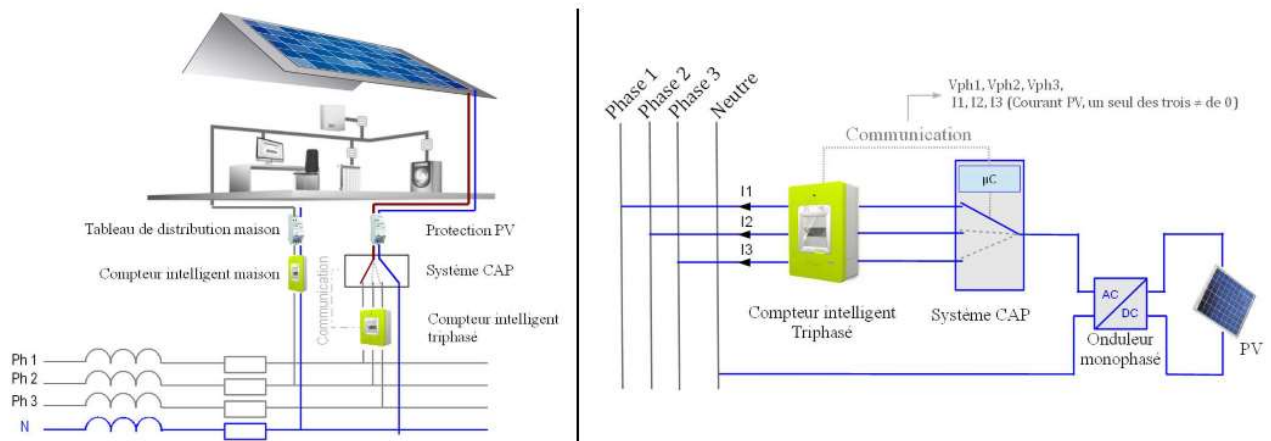 Tableau de distribution maison
Protection PV
Compteur intelligent maison
Système CAP
Communication
Compteur intelligent
triphasé
Ph 1
Ph 2
Ph 3
N
Phase 1
Phase 2
Phase 3
Neutre
Vph1, Vph2, Vph3,
I1, I2, I3 (Courant PV, un seul des trois ≠ de 0)
Communication
µC
I1
I2
I3
Compteur intelligent
Triphasé
Système CAP
AC
DC
Onduleur
monophasé
PV